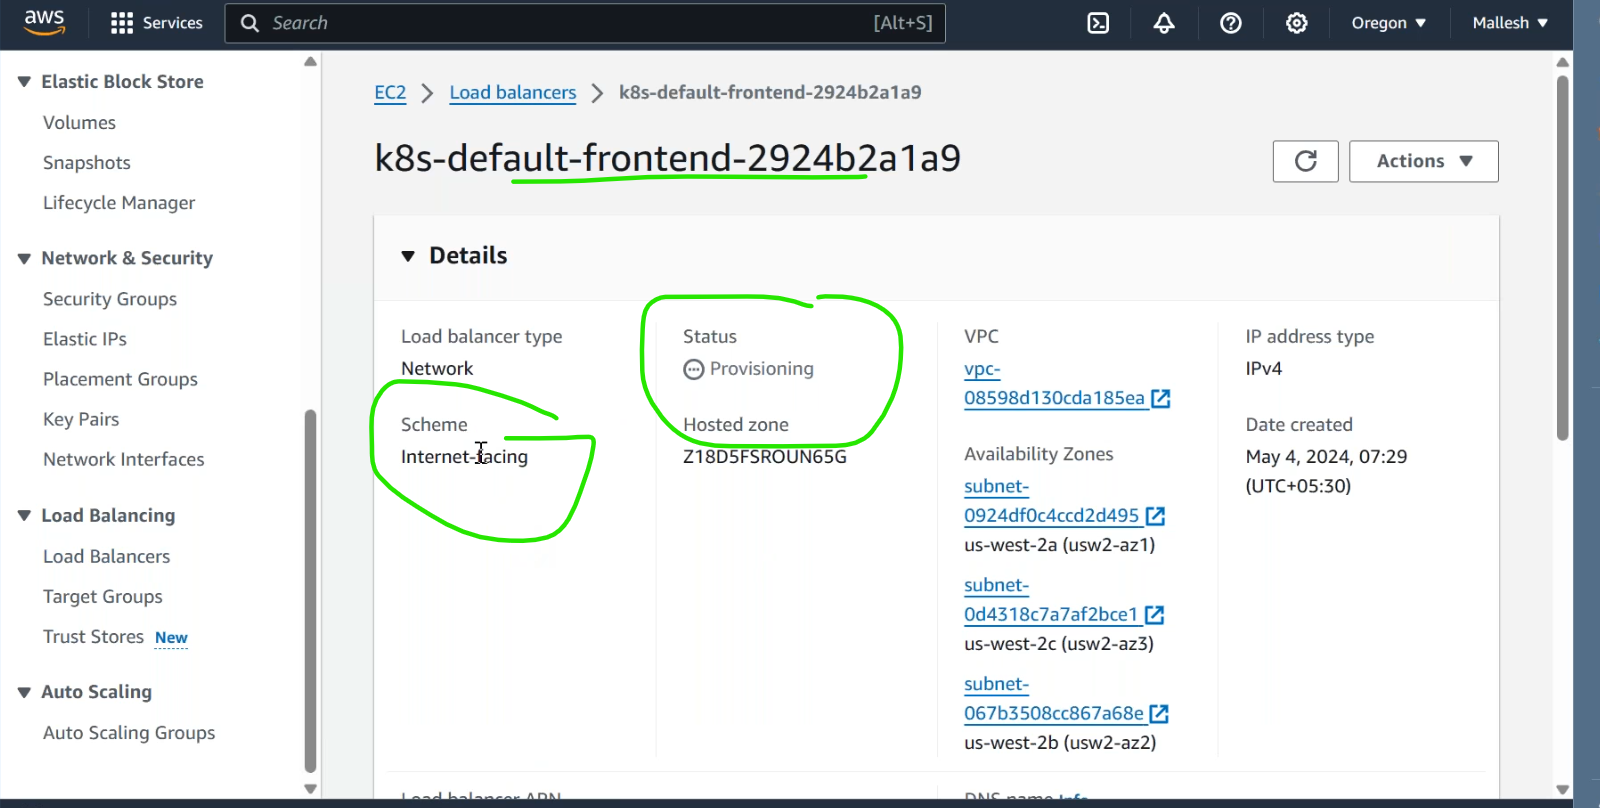 aws
Services
Search
[Alt+S]
Oregon
Mallesh
Elastic Block Store
Volumes
Snapshots
Lifecycle Manager
Network & Security
Security Groups
Elastic IPs
Placement Groups
Key Pairs
Network Interfaces
Load Balancing
Load Balancers
Target Groups
Trust Stores New
Auto Scaling
Auto Scaling Groups
EC2 > Load balancers > k8s-default-frontend-2924b2a1a9
k8s-default-frontend-2924b2a1a9
Actions
Details
Load balancer type
Network
Scheme
Internet-facing
Status
Provisioning
Hosted zone
Z18D5FSROUN65G
VPC
vpc-
08598d130cda185ea
Availability Zones
subnet-
0924df0c4ccd2d495
us-west-2a (usw2-az1)
subnet-
0d4318c7a7af2bce1
us-west-2c (usw2-az3)
subnet-
067b3508cc867a68e
us-west-2b (usw2-az2)
IP address type
IPv4
Date created
May 4, 2024, 07:29
(UTC+05:30)
Load balancer ARN
DNS name Info